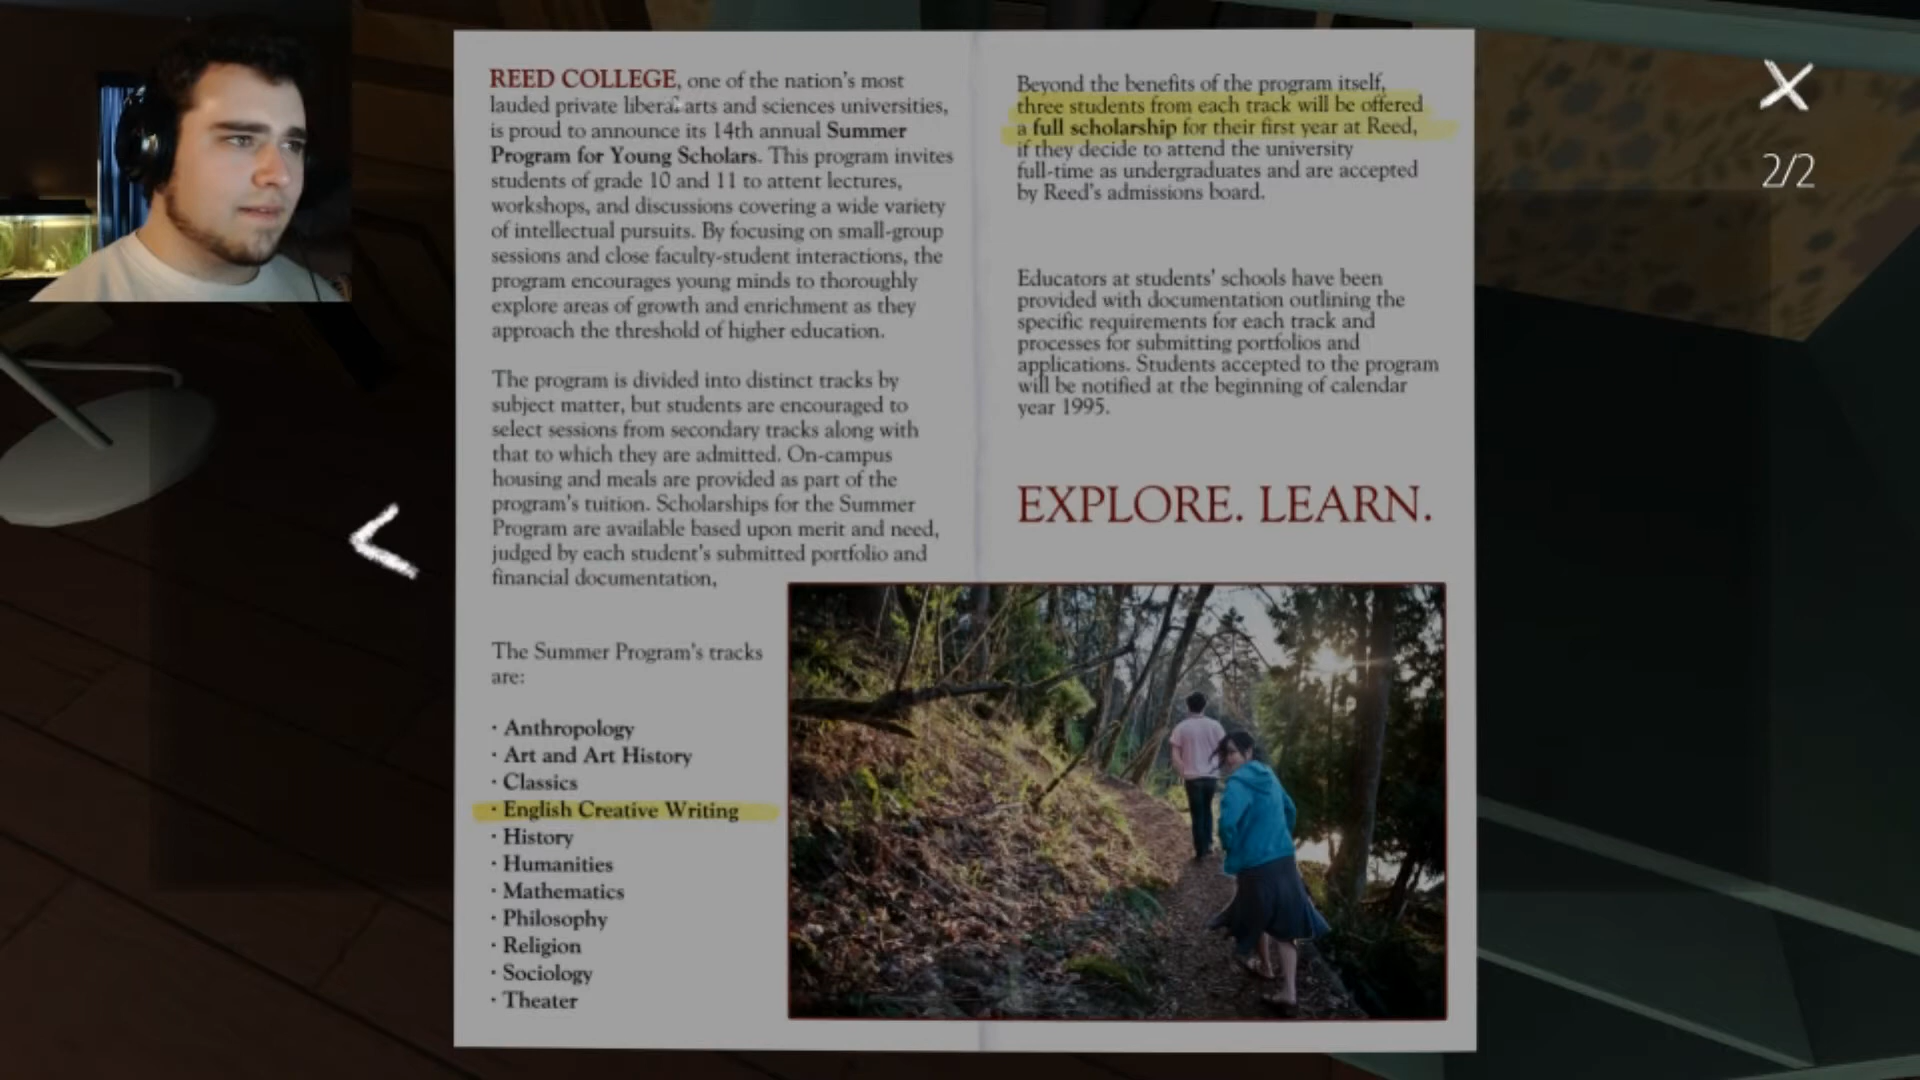 REED COLLEGE, one of the nation's most
lauded private liberal arts and sciences universities,
is proud to announce its 14th annual Summer
Program for Young Scholars. This program invites
students of grade 10 and 11 to attent lectures,
workshops, and discussions covering a wide variety
of intellectual pursuits. By focusing on small-group
sessions and close faculty-student interactions, the
program encourages young minds to thoroughly
explore areas of growth and enrichment as they
approach the threshold of higher education.
The program is divided into distinct tracks by
subject matter, but students are encouraged to
select sessions from secondary tracks along with
that to which they are admitted. On-campus
housing and meals are provided as part of the
program's tuition. Scholarships for the Summer
Program are available based upon merit and need,
judged by each student's submitted portfolio and
financial documentation,
The Summer Program's tracks
are:
· Anthropology
· Art and Art History
· Classics
· English Creative Writing
· History
· Humanities
· Mathematics
· Philosophy
· Religion
· Sociology
· Theater
Beyond the benefits of the program itself,
three students from each track will be offered
a full scholarship for their first year at Reed,
if they decide to attend the university
full-time as undergraduates and are accepted
by Reed's admissions board.
Educators at students' schools have been
provided with documentation outlining the
specific requirements for each track and
processes for submitting portfolios and
applications. Students accepted to the program
will be notified at the beginning of calendar
year 1995.
EXPLORE. LEARN.
2/2